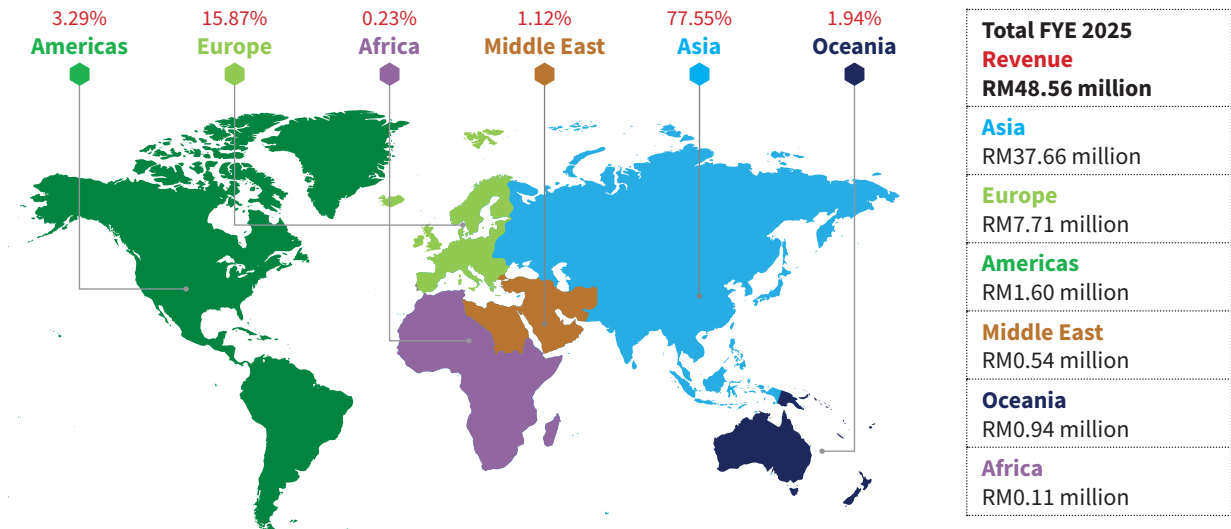 3.29%
Americas
15.87%
Europe
0.23%
Africa
1.12%
Middle East
77.55%
Asia
1.94%
Oceania
Total FYE 2025
Revenue
RM48.56 million
Asia
RM37.66 million
Europe
RM7.71 million
Americas
RM1.60 million
Middle East
RM0.54 million
Oceania
RM0.94 million
Africa
RM0.11 million